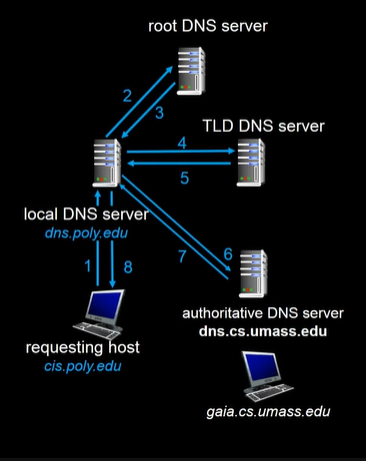 root DNS server
2
3
TLD DNS server
4
5
local DNS server
dns.poly.edu
6
7
1
8
authoritative DNS server
dns.cs.umass.edu
requesting host
cis.poly.edu
gaia.cs.umass.edu